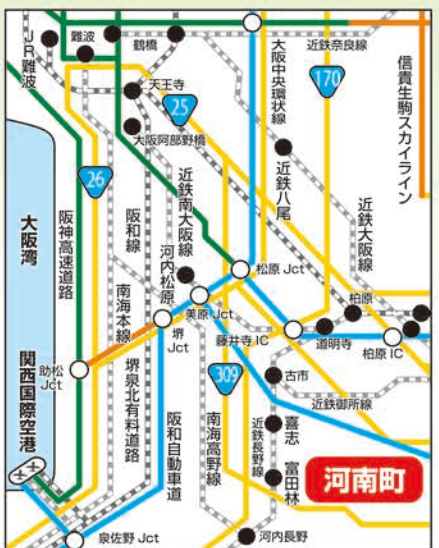 JR難波
難波
鶴橋
近鉄奈良線
大阪中央環状線
170
信貴生駒スカイライン
天王寺
25
大阪阿部野橋
近鉄八尾
26
近鉄南大阪線
近鉄大阪線
大阪湾
阪神高速道路
阪和線
河内松原
松原 Jct
柏原
南海本線
美原 Jct
堺 Jct
藤井寺 IC
道明寺
柏原 IC
関西国際空港
助松 Jct
309
古市
近鉄御所線
堺泉北有料道路
阪和自動車道
南海高野線
近鉄長野線
喜志
富田林
河南町
泉佐野 Jct
河内長野